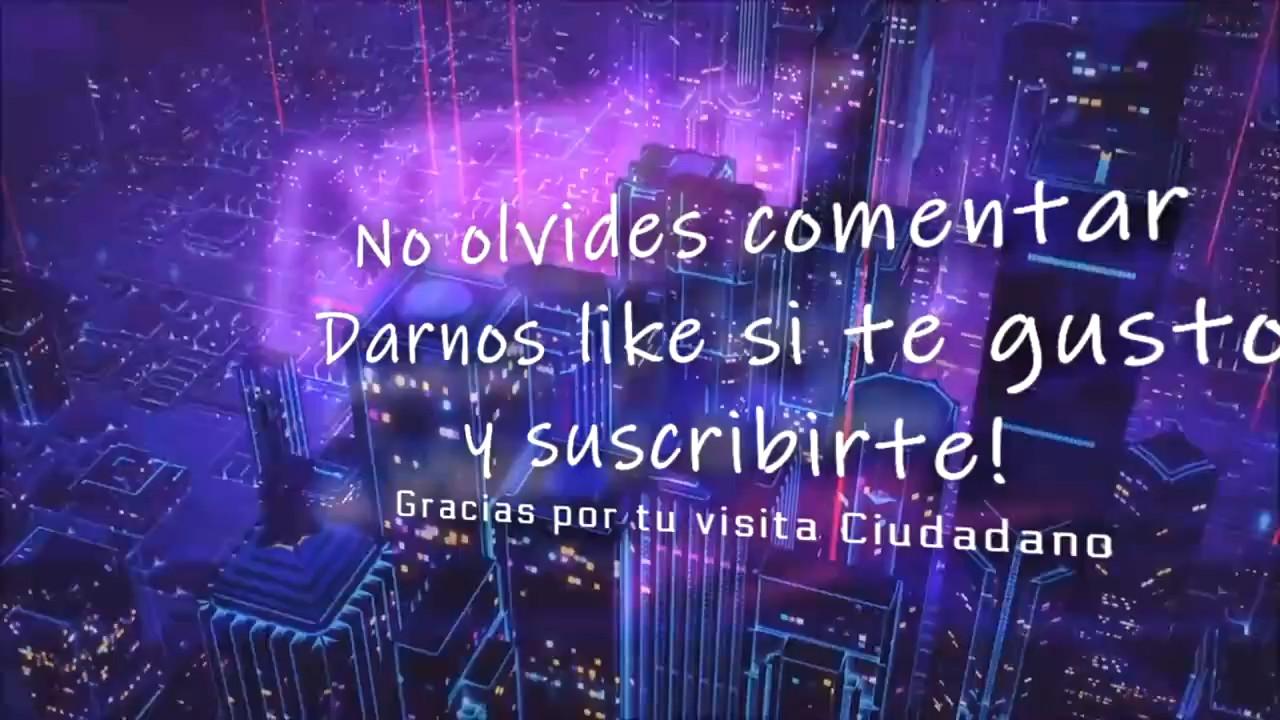 No olvides comentar
Darnos like si te gusto
y suscribirte!
Gracias por tu visita Ciudadano